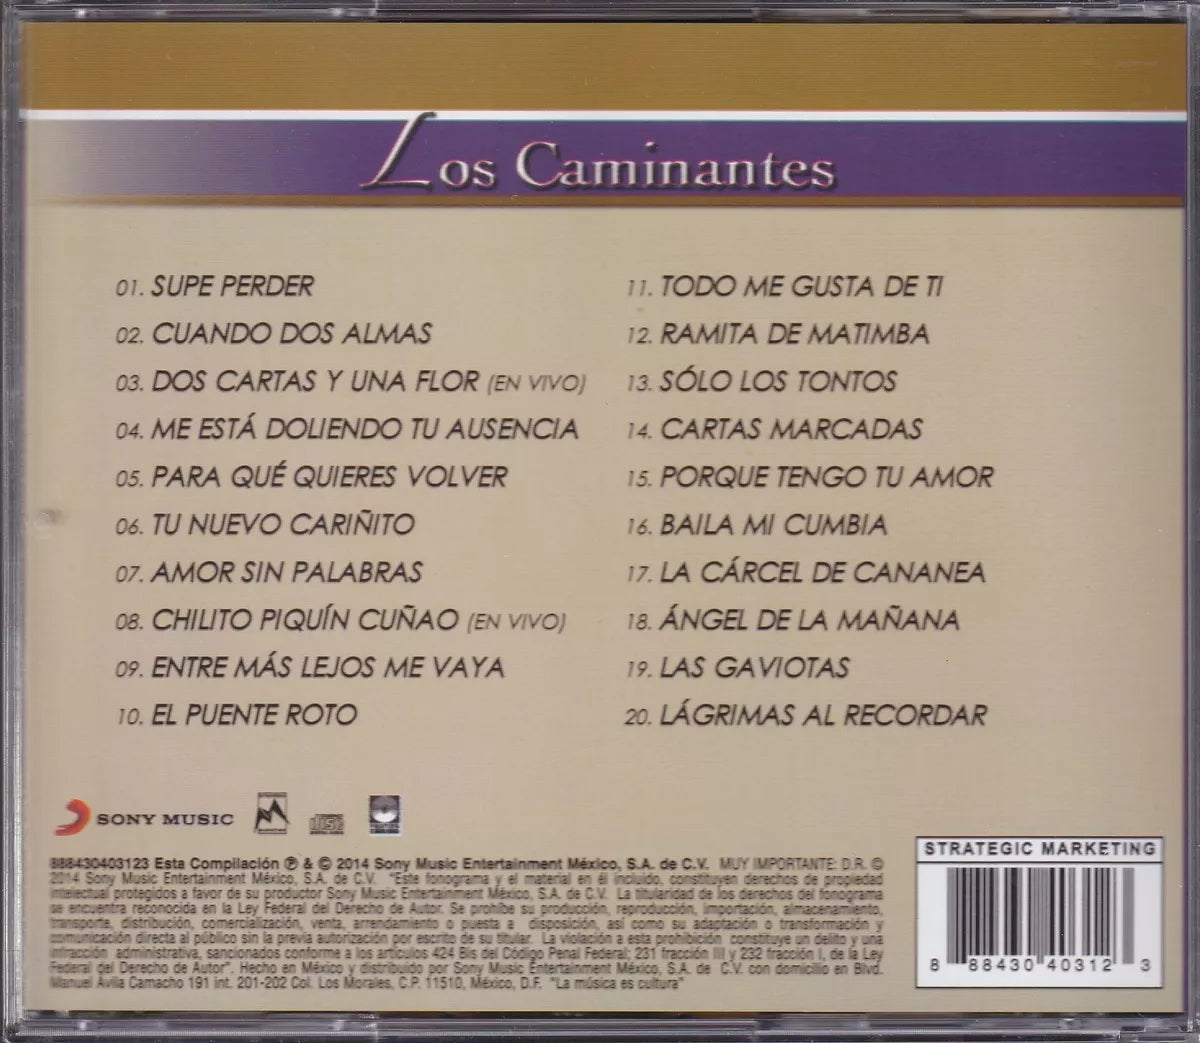 Los Caminantes
01. SUPE PERDER
02. CUANDO DOS ALMAS
03. DOS CARTAS Y UNA FLOR (EN VIVO)
04. ME ESTÁ DOLIENDO TU AUSENCIA
05. PARA QUÉ QUIERES VOLVER
06. TU NUEVO CARIÑITO
07. AMOR SIN PALABRAS
08. CHILITO PIQUÍN CUÑAO (EN VIVO)
09. ENTRE MÁS LEJOS ME VAYA
10. EL PUENTE ROTO
11. TODO ME GUSTA DE TI
12. RAMITA DE MATIMBA
13. SÓLO LOS TONTOS
14. CARTAS MARCADAS
15. PORQUE TENGO TU AMOR
16. BAILA MI CUMBIA
17. LA CÁRCEL DE CANANEA
18. ÁNGEL DE LA MAÑANA
19. LAS GAVIOTAS
20. LÁGRIMAS AL RECORDAR
SONY MUSIC
888430403123 Esta Compilación ℗ & © 2014 Sony Music Entertainment México, S.A. de C.V. MUY IMPORTANTE: D.R. ©
2014 Sony Music Entertainment México, S.A. de C.V. "Este fonograma y el material en él incluido, constituyen derechos de propiedad
intelectual protegidos a favor de su productor Sony Music Entertainment México, S.A. de C.V. La titularidad de los derechos del fonograma
se encuentra reconocida en la Ley Federal del Derecho de Autor. Se prohíbe su producción, reproducción, importación, almacenamiento,
transporte, distribución, comercialización, venta, arrendamiento o puesta a disposición, así como su adaptación o transformación y
comunicación directa al público sin la previa autorización por escrito de su titular. La violación a esta prohibición constituye un delito y una
infracción administrativa, sancionados conforme a los artículos 424 Bis del Código Penal Federal; 231 fracción III y 232 fracción I, de la Ley
Federal del Derecho de Autor". Hecho en México y distribuido por Sony Music Entertainment México, S.A. de C.V. con domicilio en Blvd.
Manuel Avila Camacho 191 int. 201-202 Col. Los Morales, C.P. 11510, México, D.F. "La música es cultura"
STRATEGIC MARKETING
8 88430 40312 3